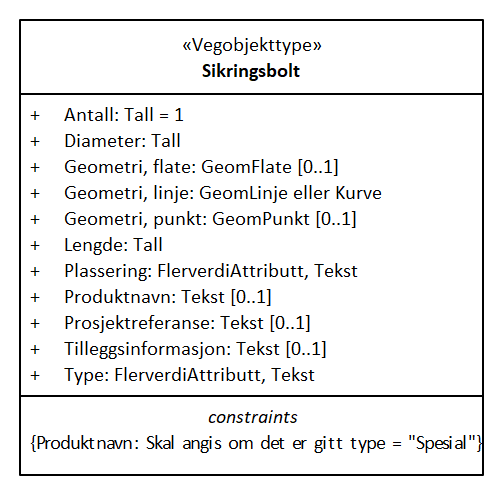 «Vegobjekttype»
Sikringsbolt
+ Antall: Tall = 1
+ Diameter: Tall
+ Geometri, flate: GeomFlate [0..1]
+ Geometri, linje: GeomLinje eller Kurve
+ Geometri, punkt: GeomPunkt [0..1]
+ Lengde: Tall
+ Plassering: FlerverdiAttributt, Tekst
+ Produktnavn: Tekst [0..1]
+ Prosjektreferanse: Tekst [0..1]
+ Tilleggsinformasjon: Tekst [0..1]
+ Type: FlerverdiAttributt, Tekst
constraints
{Produktnavn: Skal angis om det er gitt type = "Spesial"}